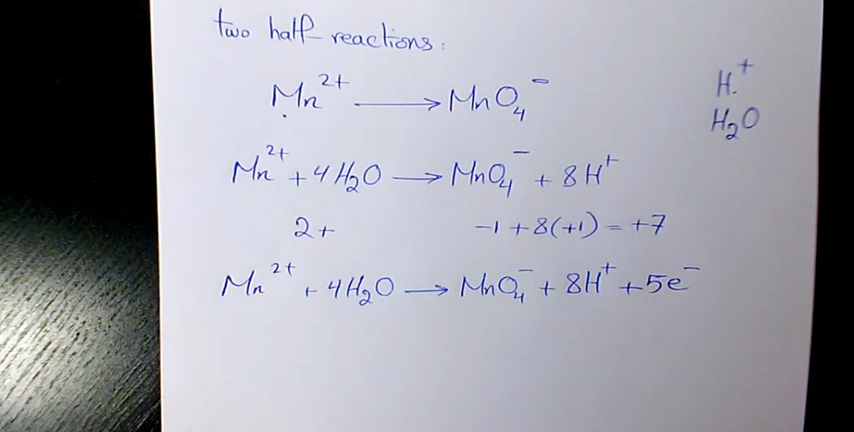 two half-reactions:
Mn²⁺ ⟶ MnO₄⁻
H⁺
H₂O
Mn²⁺ + 4H₂O ⟶ MnO₄⁻ + 8H⁺
2+ -1 + 8(+1) = +7
Mn²⁺ + 4H₂O ⟶ MnO₄⁻ + 8H⁺ + 5e⁻